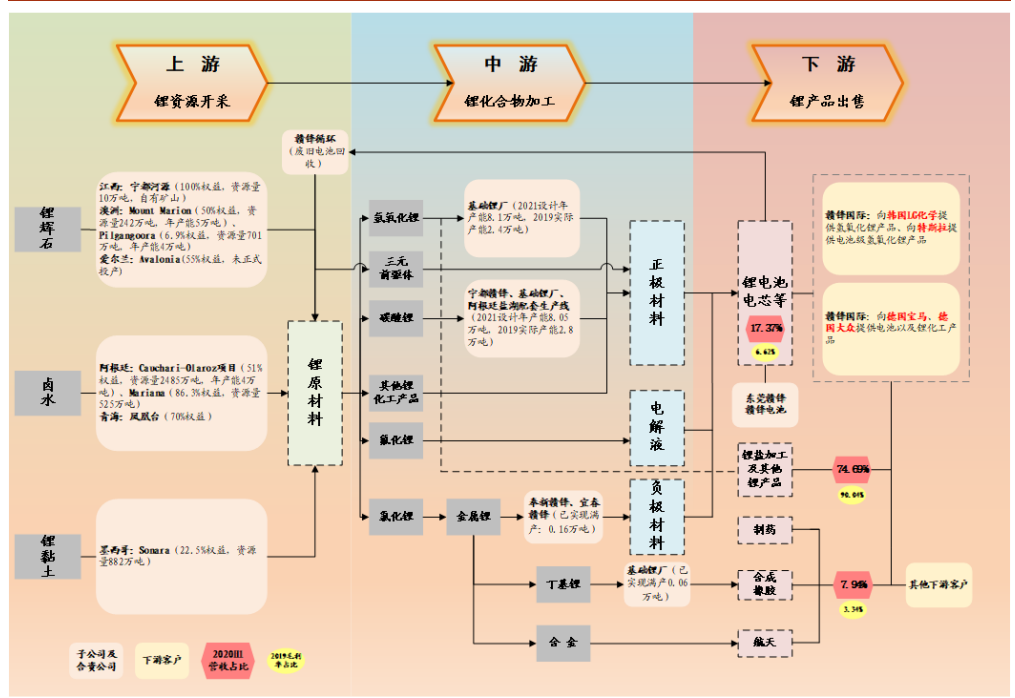 上 游
锂资源开采
中 游
锂化合物加工
下 游
锂产品出售
赣锋循环
（废旧电池回
收）
锂
辉
石
江西：宁都河源（100%权益，资源量
10万吨，自有矿山）
澳洲：Mount Marion（50%权益，资
源量242万吨，年产能5万吨）、
Pilgangoora（6.9%权益，资源量701
万吨，年产能4万吨）
爱尔兰：Avalonia（55%权益，未正式
投产）
卤
水
阿根廷：Cauchari-Olaroz项目（51%
权益，资源量2485万吨，年产能4万
吨）、Mariana（86.3%权益，资源量
525万吨）
青海：凤凰台（70%权益）
锂
黏
土
墨西哥：Sonara（22.5%权益，资源
量882万吨）
锂
原
材
料
氢氧化锂
基础锂厂（2021设计年
产能8.1万吨，2019实际
产能2.4万吨）
三元
前驱体
碳酸锂
宁都赣锋、基础锂厂、
阿根廷盐湖配套生产线
（2021设计年产能8.05
万吨，2019实际产能2.8
万吨）
其他锂
化工产品
氟化锂
氯化锂
金属锂
奉新赣锋、宜春
赣锋（已实现满
产：0.16万吨）
丁基锂
基础锂厂（已
实现满产0.06
万吨）
合 金
正
极
材
料
电
解
液
负
极
材
料
锂电池
电芯等
17.37%
6.62%
东莞赣锋
赣锋电池
锂盐加工
及其他
锂产品
74.69%
90.04%
制药
合成
橡胶
航天
7.94%
3.34%
赣锋国际：向韩国LG化学提
供氢氧化锂产品、向特斯拉提
供电池级氢氧化锂产品
赣锋国际：向德国宝马、德
国大众提供电池以及锂化工产
品
其他下游客户
子公司及
合资公司
下游客户
2020H1
营收占比
2019毛利
率占比